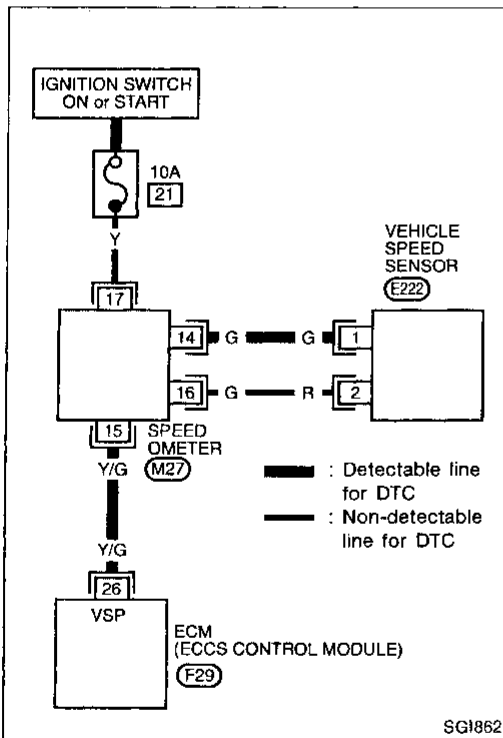 IGNITION SWITCH
ON or START
10A
21
Y
17
VEHICLE
SPEED
SENSOR
E222
14 G G 1
16 G R 2
15
SPEED
OMETER
M27
Y/G
: Detectable line
for DTC
: Non-detectable
line for DTC
Y/G
26
VSP
ECM
(ECCS CONTROL MODULE)
F29
SGI862